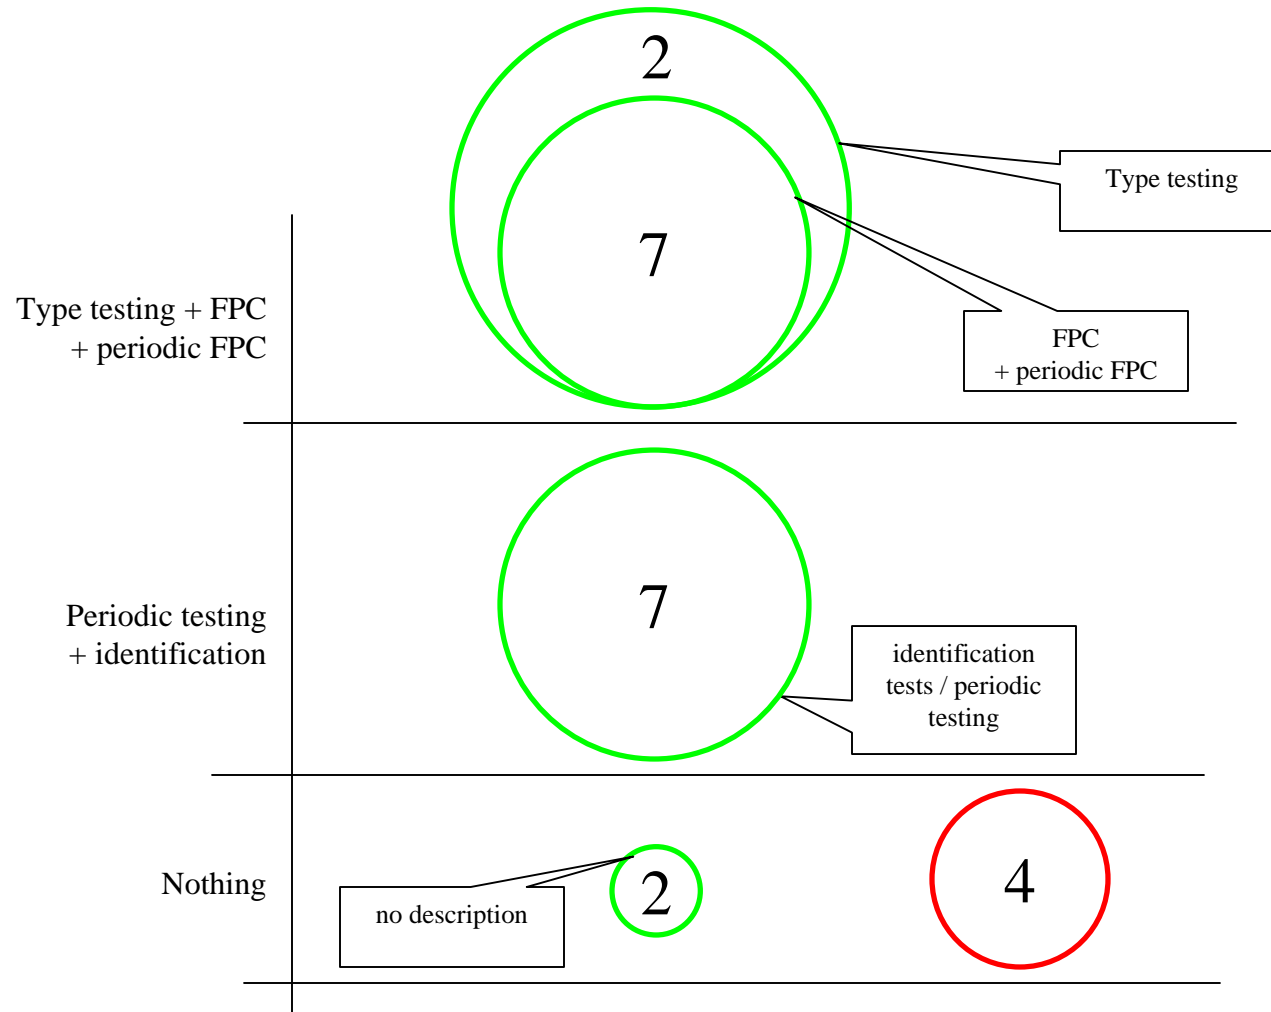 2
Type testing
7
Type testing + FPC
+ periodic FPC
FPC
+ periodic FPC
7
Periodic testing
+ identification
identification
tests / periodic
testing
Nothing
no description
2
4